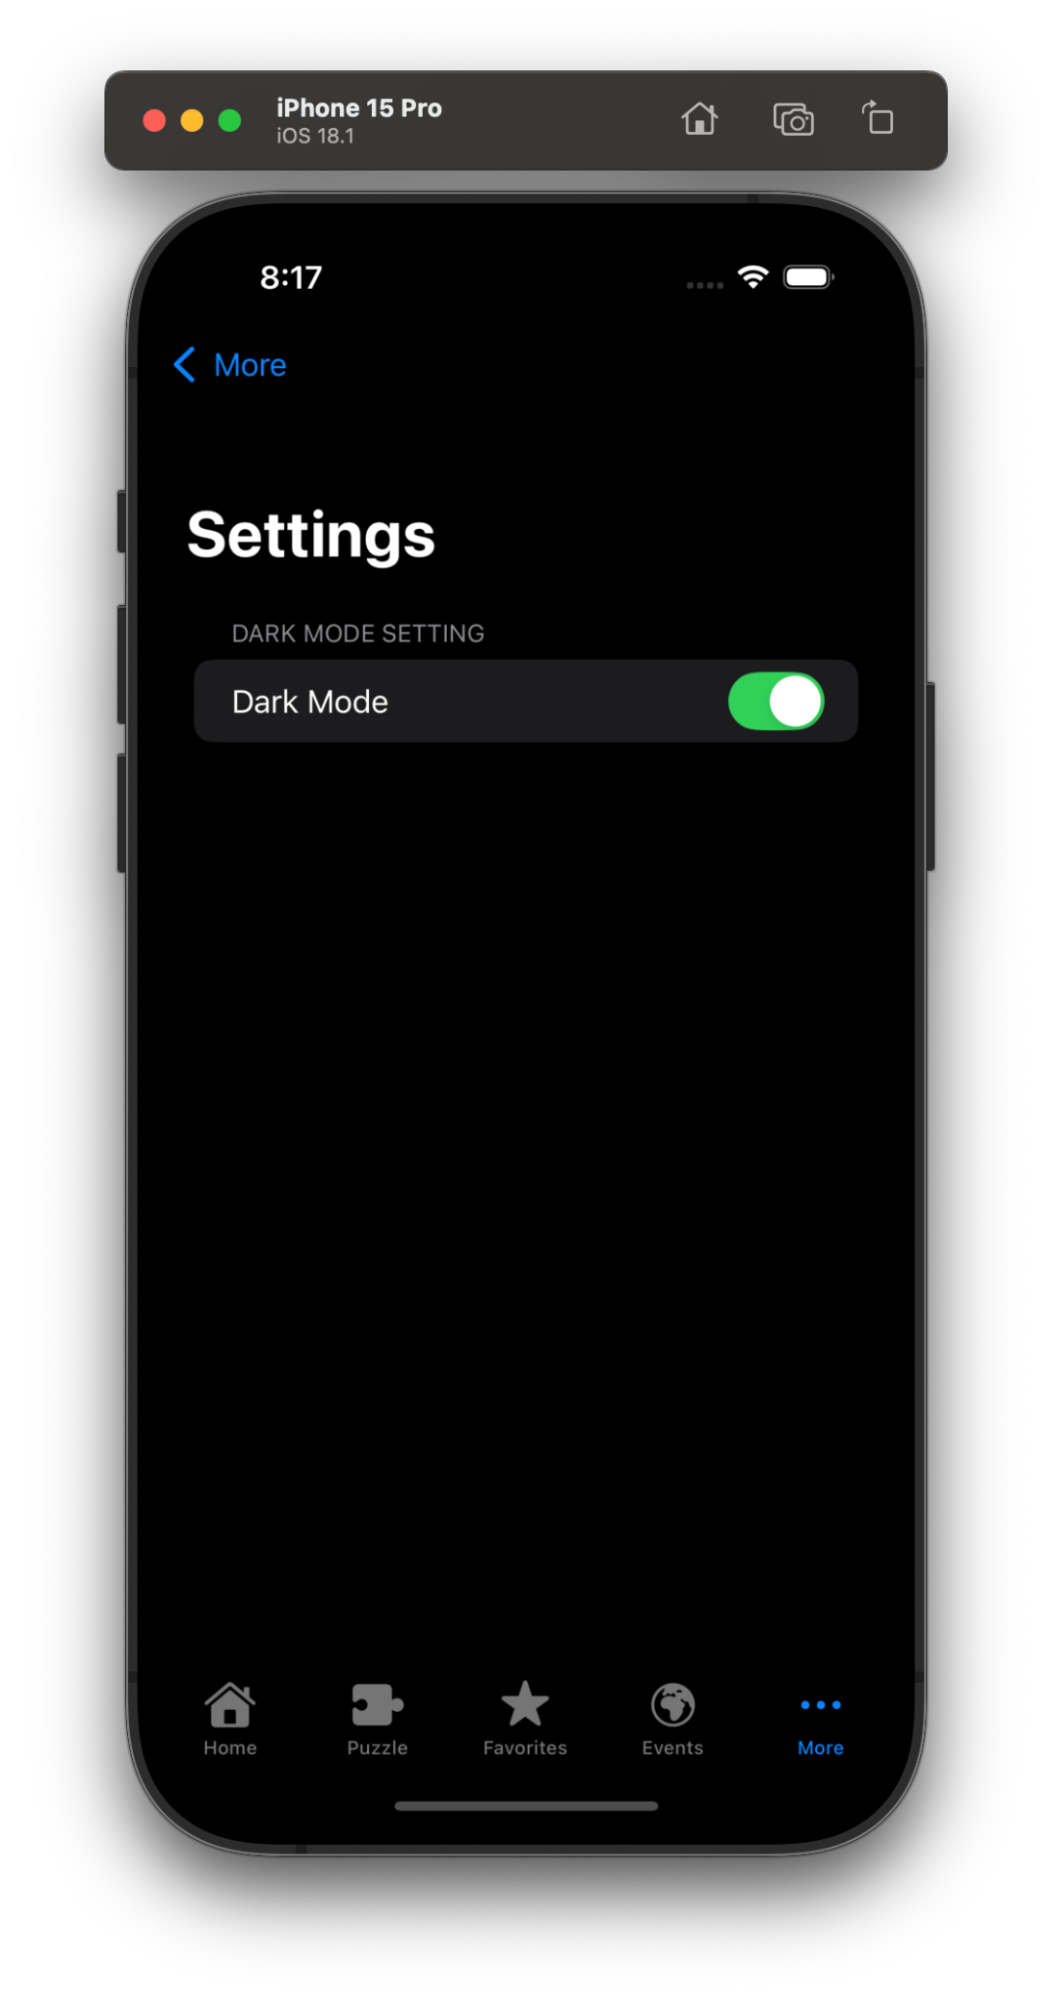 iPhone 15 Pro
iOS 18.1
8:17
More
Settings
DARK MODE SETTING
Dark Mode
Home
Puzzle
Favorites
Events
More